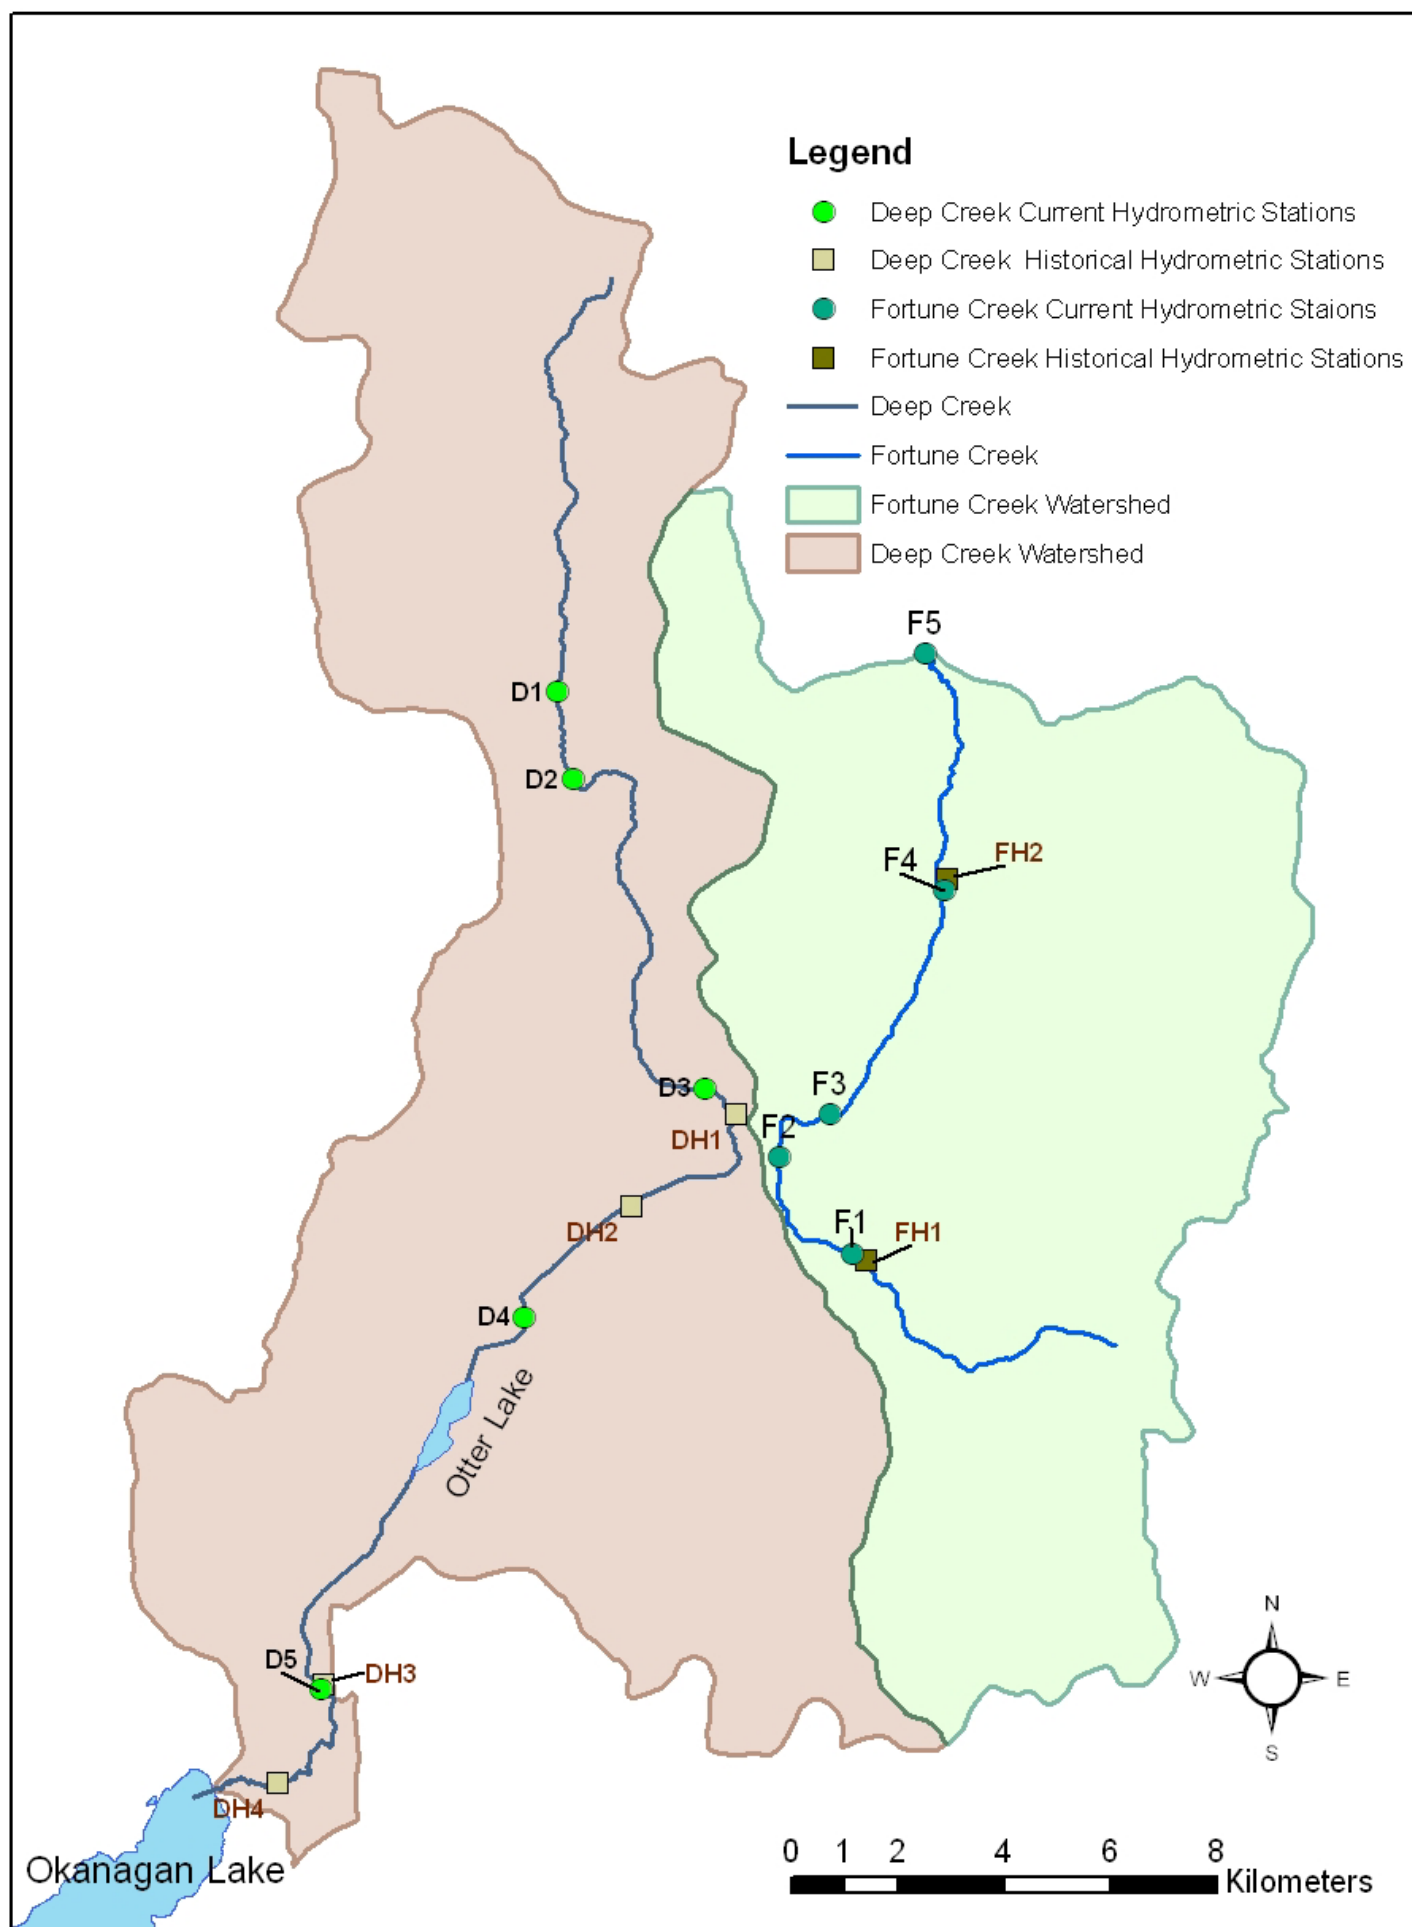 Legend
Deep Creek Current Hydrometric Stations
Deep Creek Historical Hydrometric Stations
Fortune Creek Current Hydrometric Staions
Fortune Creek Historical Hydrometric Stations
Deep Creek
Fortune Creek
Fortune Creek Watershed
Deep Creek Watershed
F5
D1
D2
F4
FH2
D3
F3
DH1
F2
DH2
F1
FH1
D4
Otter Lake
D5
DH3
DH4
Okanagan Lake
N
W
E
S
0 1 2 4 6 8
Kilometers